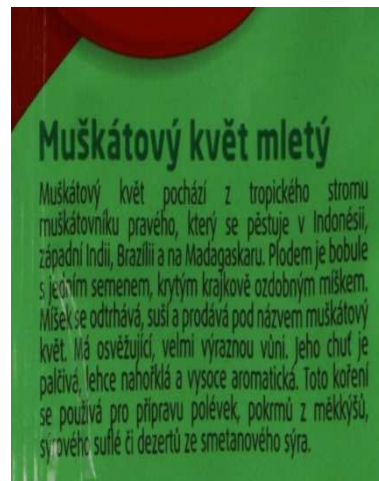 Muškátový květ mletý
Muškátový květ pochází z tropického stromu
muškátovníku pravého, který se pěstuje v Indonésii,
západní Indii, Brazílii a na Madagaskaru. Plodem je bobule
s jedním semenem, krytým krajkově ozdobným míškem.
Míšek se odtrhává, suší a prodává pod názvem muškátový
květ. Má osvěžující, velmi výraznou vůni. Jeho chuť je
palčivá, lehce nahořklá a vysoce aromatická. Toto koření
se používá pro přípravu polévek, pokrmů z měkkýšů,
sýrového suflé či dezertů ze smetanového sýra.